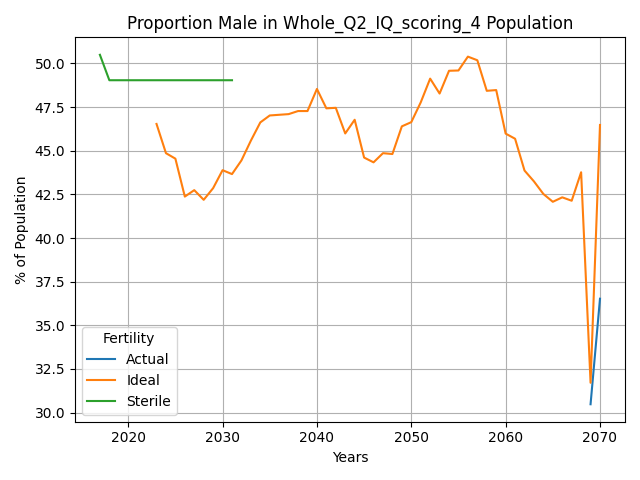 Proportion Male in Whole_Q2_IQ_scoring_4 Population
% of Population
50.0
47.5
45.0
42.5
40.0
37.5
35.0
32.5
30.0
Fertility
Actual
Ideal
Sterile
2020 2030 2040 2050 2060 2070
Years